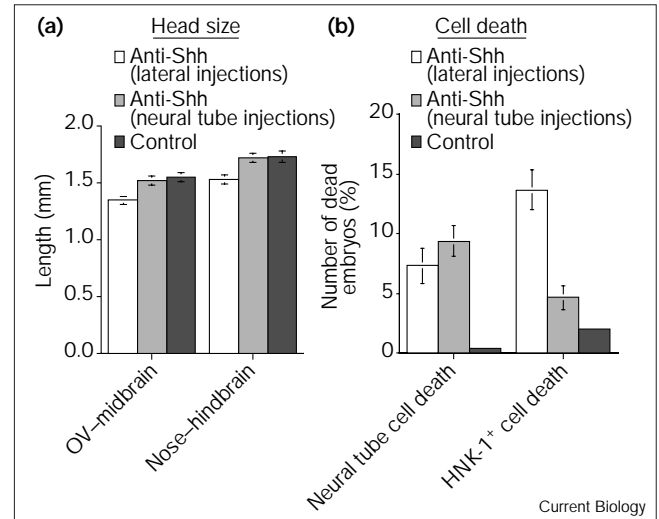 (a) Head size
Anti-Shh
(lateral injections)
Anti-Shh
(neural tube injections)
Control
2.0
1.5
1.0
1.5
0.0
Length (mm)
OV–midbrain
Nose–hindbrain
(b) Cell death
Anti-Shh
(lateral injections)
Anti-Shh
(neural tube injections)
Control
20
15
10
5
0
Number of dead
embryos (%)
Neural tube cell death
HNK-1⁺ cell death
Current Biology